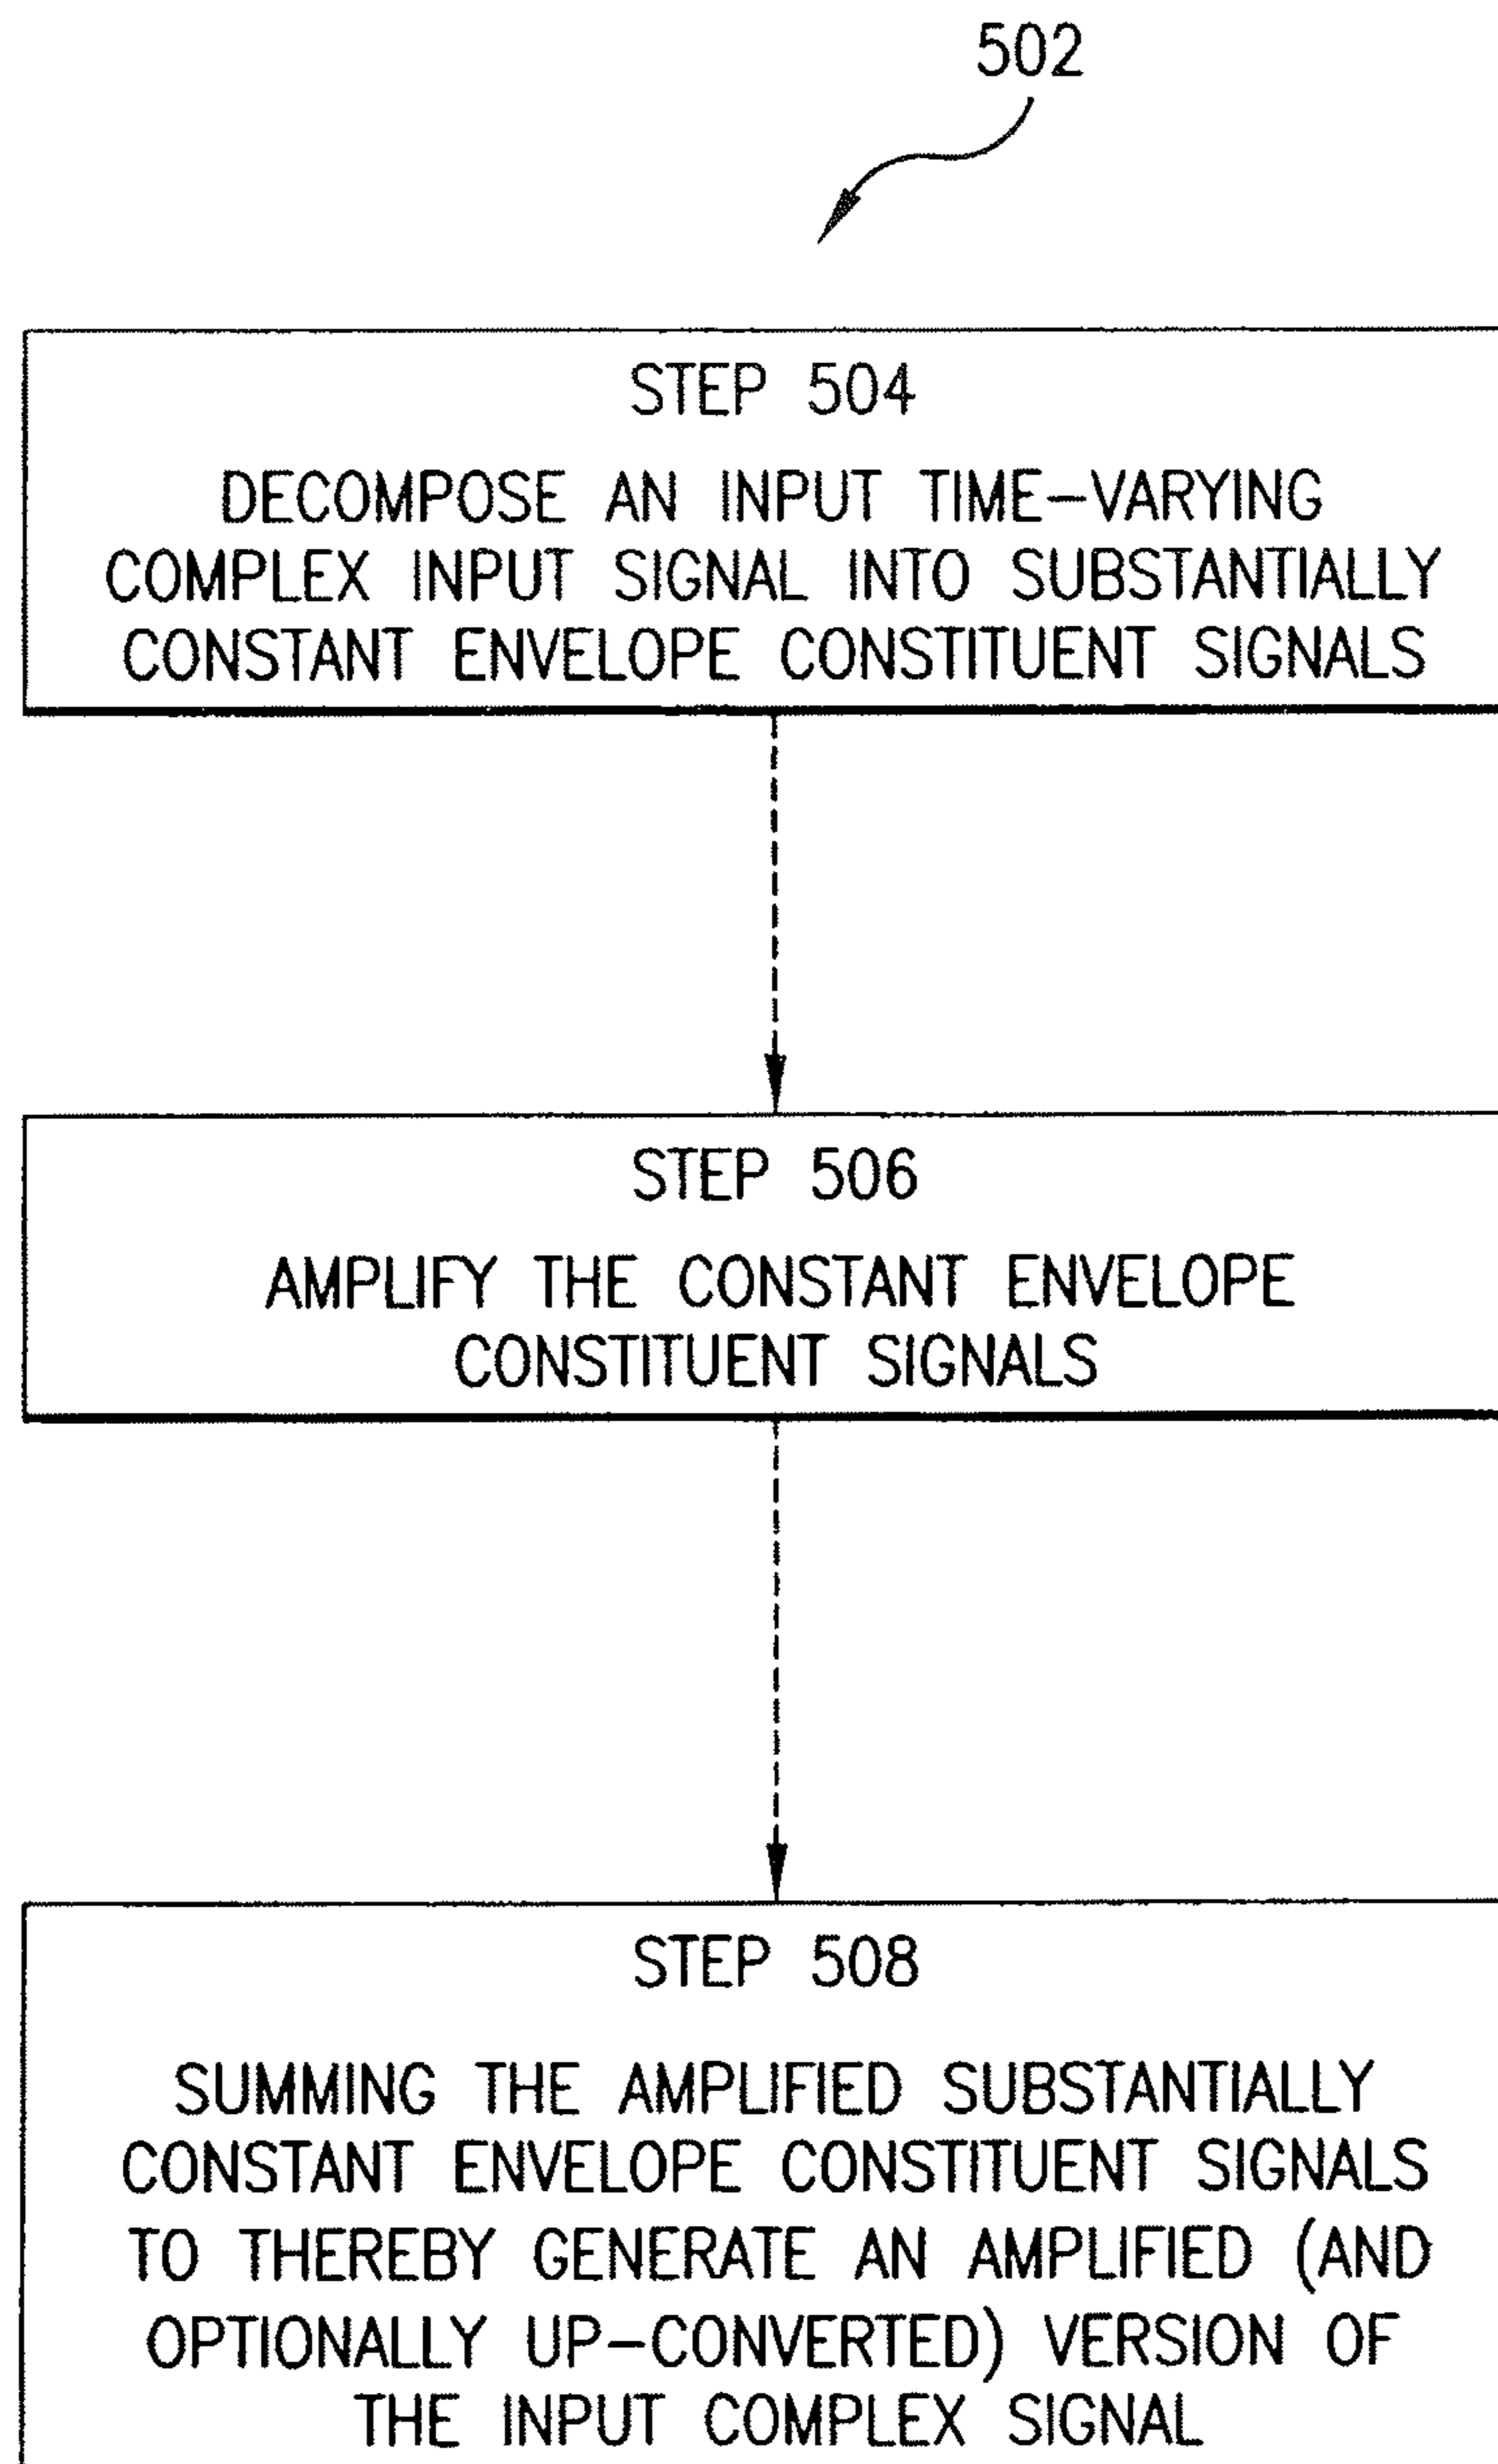 502
STEP 504
DECOMPOSE AN INPUT TIME-VARYING
COMPLEX INPUT SIGNAL INTO SUBSTANTIALLY
CONSTANT ENVELOPE CONSTITUENT SIGNALS
STEP 506
AMPLIFY THE CONSTANT ENVELOPE
CONSTITUENT SIGNALS
STEP 508
SUMMING THE AMPLIFIED SUBSTANTIALLY
CONSTANT ENVELOPE CONSTITUENT SIGNALS
TO THEREBY GENERATE AN AMPLIFIED (AND
OPTIONALLY UP-CONVERTED) VERSION OF
THE INPUT COMPLEX SIGNAL